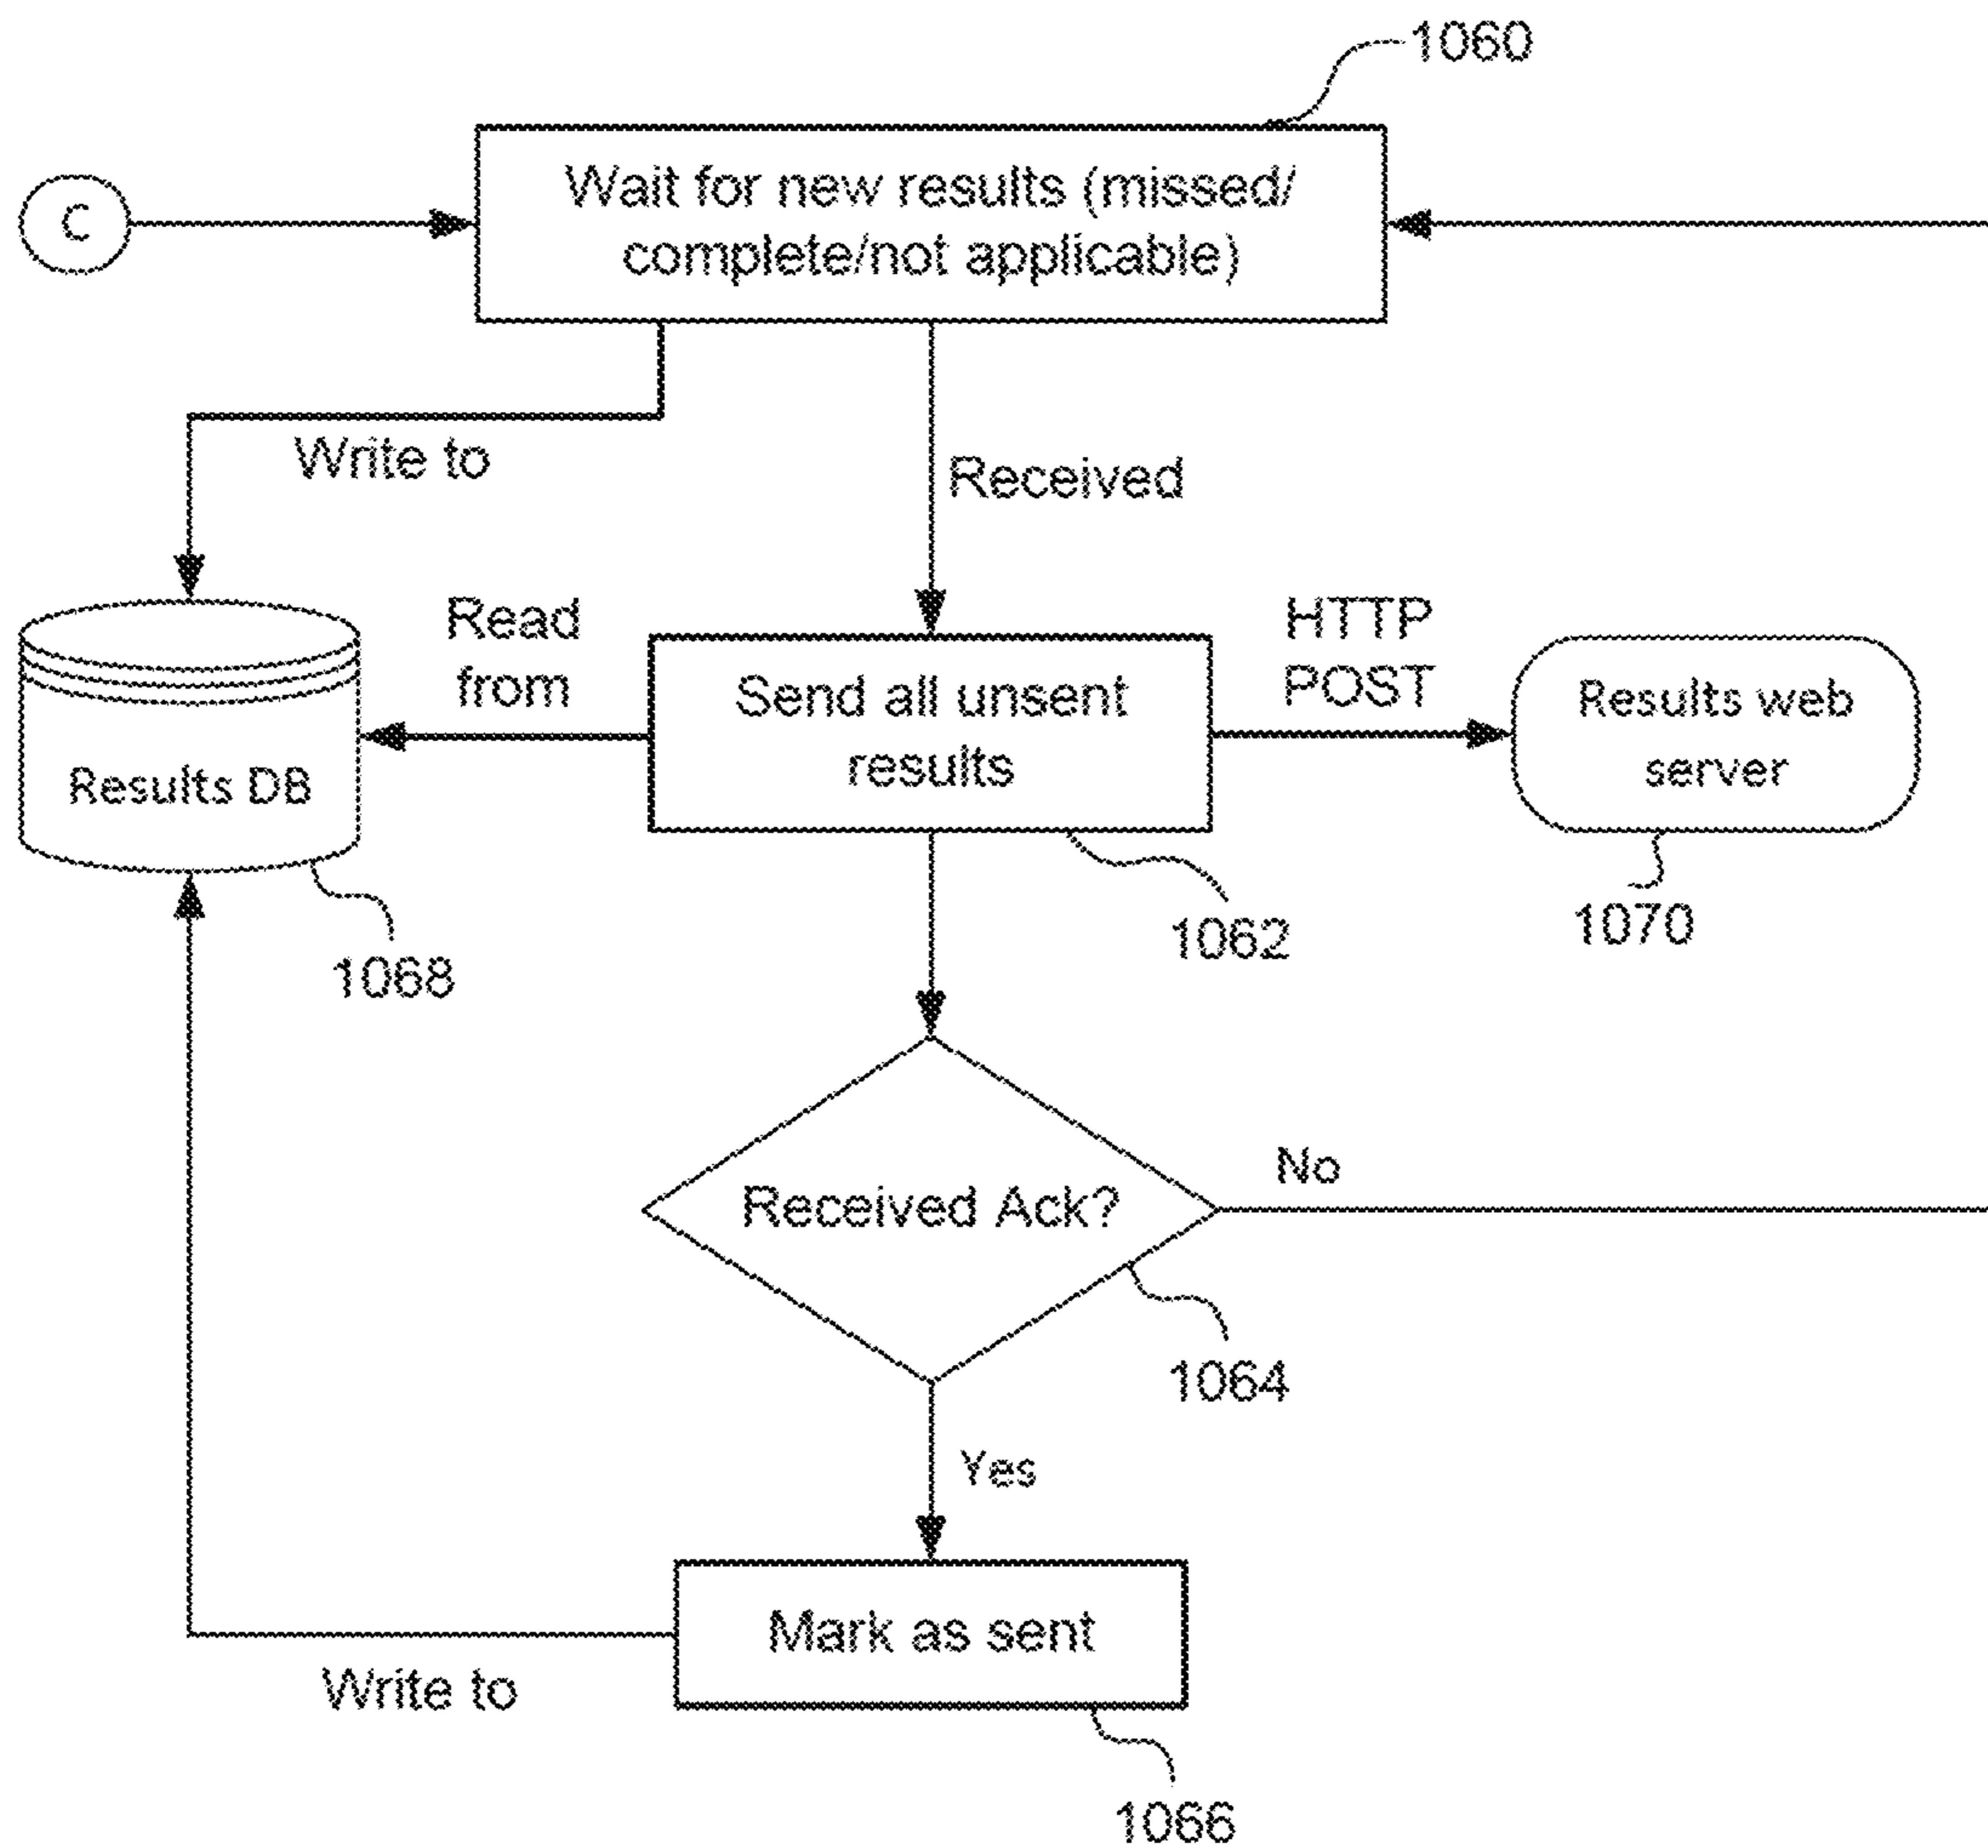 1060
Wait for new results (missed/
complete/not applicable)
C
Write to
Received
Read
from
HTTP
POST
Send all unsent
results
Results web
server
Results DB
1062
1070
1068
Received Ack?
No
1064
Yes
Mark as sent
Write to
1066